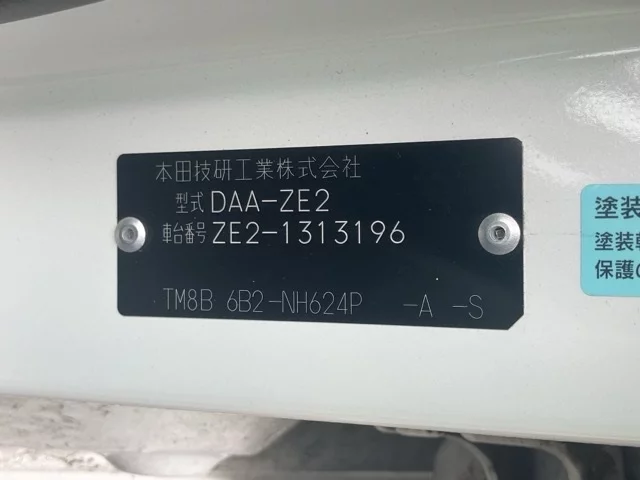 本田技研工業株式会社
型式 DAA-ZE2
車台番号 ZE2-1313196
TM8B 6B2-NH624P -A -S
塗装
塗装
保護